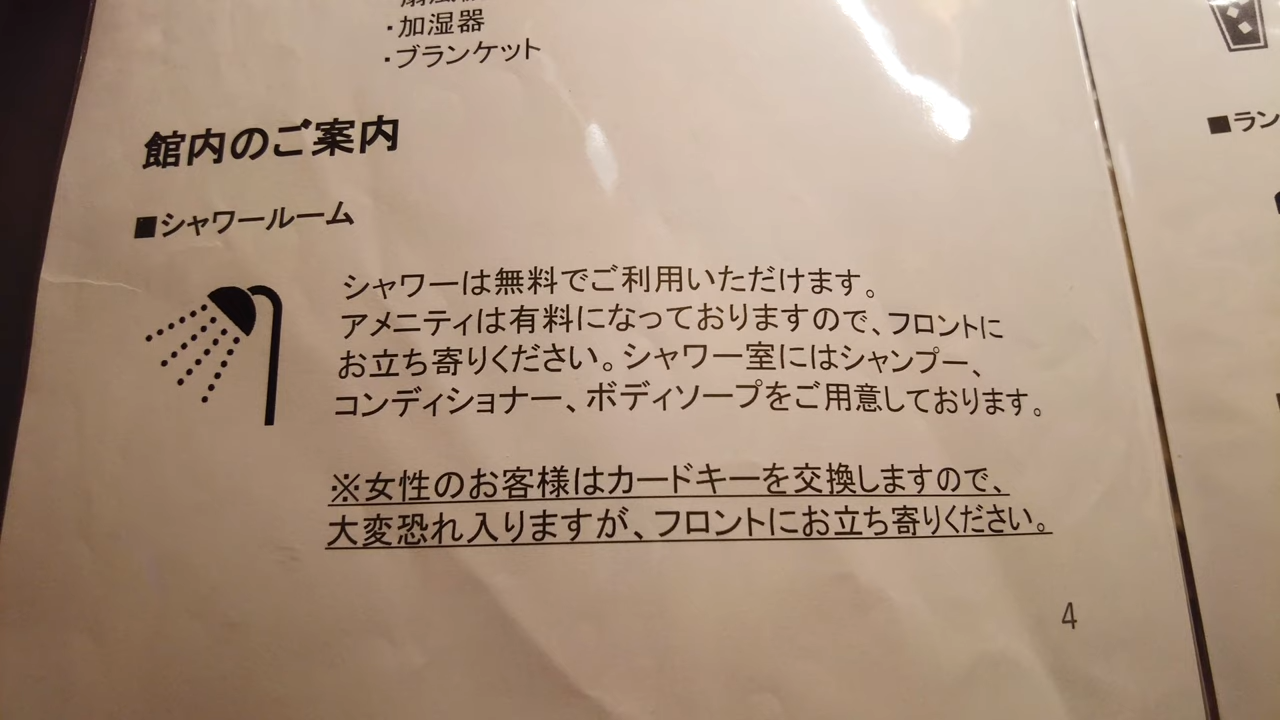 ・加湿器
・ブランケット
館内のご案内
■シャワールーム
シャワーは無料でご利用いただけます。
アメニティは有料になっておりますので、フロントに
お立ち寄りください。シャワー室にはシャンプー、
コンディショナー、ボディソープをご用意しております。
※女性のお客様はカードキーを交換しますので、
大変恐れ入りますが、フロントにお立ち寄りください。
4
■ラン